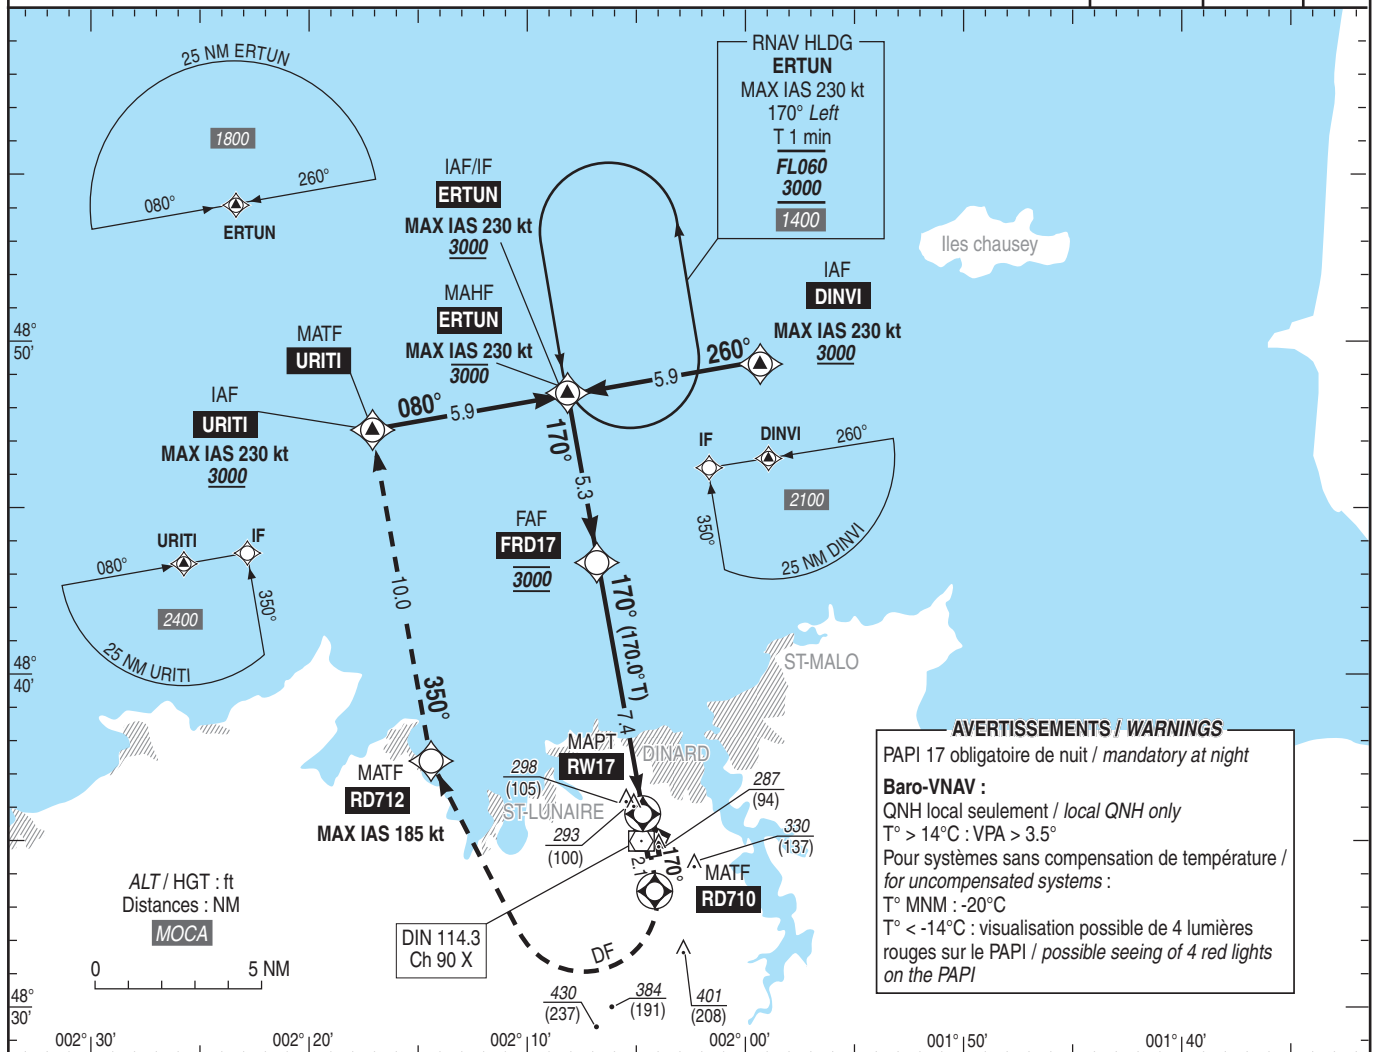 25 NM ERTUN
1800
080°
260°
ERTUN
RNAV HLDG
ERTUN
MAX IAS 230 kt
170° Left
T 1 min
FL060
3000
1400
IAF/IF
ERTUN
MAX IAS 230 kt
3000
MAHF
ERTUN
MAX IAS 230 kt
3000
Iles chausey
IAF
DINVI
MAX IAS 230 kt
3000
48°
50'
MATF
URITI
IAF
URITI
MAX IAS 230 kt
3000
080°
5.9
260°
5.9
170°
5.3
IF
DINVI
260°
2100
350°
25 NM DINVI
FAF
FRD17
3000
URITI
IF
080°
350°
2400
25 NM URITI
10.0
350°
170° (170.0° T)
7.4
48°
40'
ST-MALO
DINARD
ST-LUNAIRE
MAPT
RW17
MATF
RD712
MAX IAS 185 kt
298
(105)
293
(100)
287
(94)
330
(137)
170°
2.1
MATF
RD710
DIN 114.3
Ch 90 X
DF
430
(237)
384
(191)
401
(208)
ALT / HGT : ft
Distances : NM
MOCA
0
5 NM
AVERTISSEMENTS / WARNINGS
PAPI 17 obligatoire de nuit / mandatory at night
Baro-VNAV :
QNH local seulement / local QNH only
T° > 14°C : VPA > 3.5°
Pour systèmes sans compensation de température /
for uncompensated systems :
T° MNM : -20°C
T° < -14°C : visualisation possible de 4 lumières
rouges sur le PAPI / possible seeing of 4 red lights
on the PAPI
48°
30'
002° 30'
002° 20'
002° 10'
002° 00'
001° 50'
001° 40'